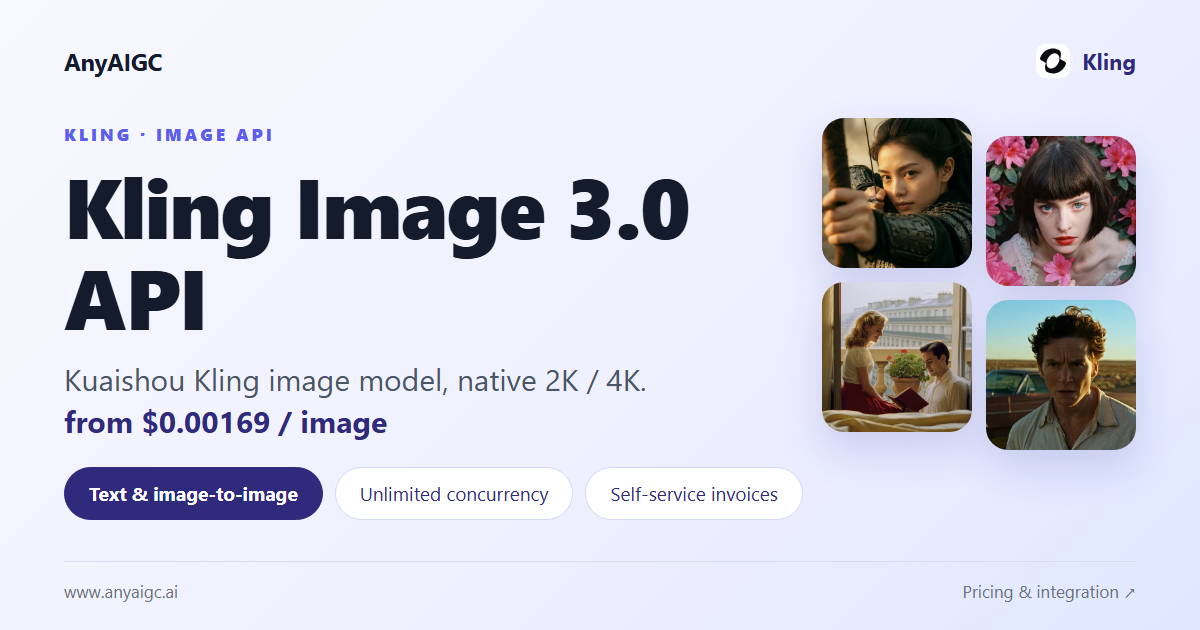 AnyAIGC
Kling
KLING · IMAGE API
Kling Image 3.0
API
Kuaishou Kling image model, native 2K / 4K.
from $0.00169 / image
Text & image-to-image
Unlimited concurrency
Self-service invoices
www.anyaigc.ai
Pricing & integration ↗